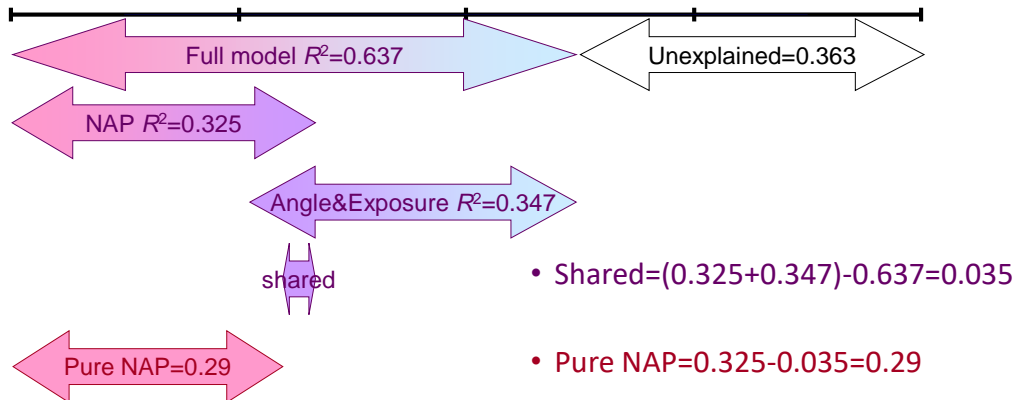 Full model R²=0.637
Unexplained=0.363
NAP R²=0.325
Angle&Exposure R²=0.347
shared
• Shared=(0.325+0.347)-0.637=0.035
Pure NAP=0.29
• Pure NAP=0.325-0.035=0.29